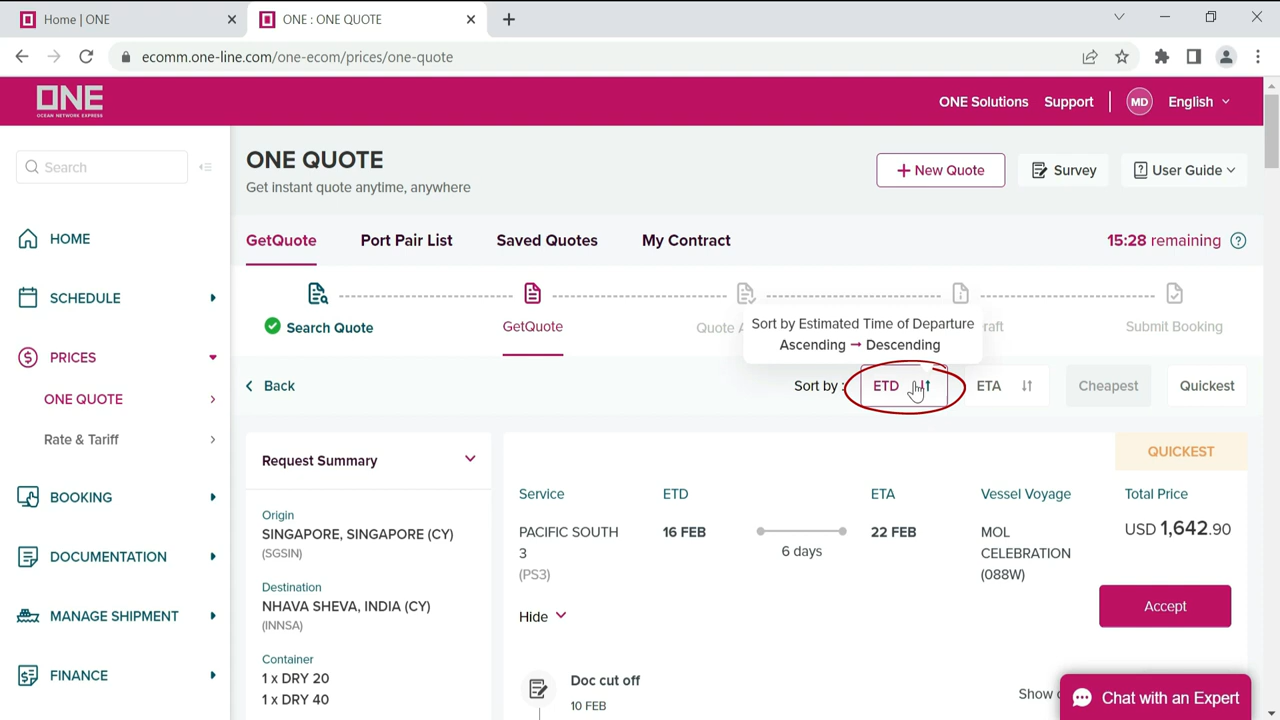 Home | ONE
ONE : ONE QUOTE
ecomm.one-line.com/one-ecom/prices/one-quote
ONE
OCEAN NETWORK EXPRESS
ONE Solutions
Support
MD
English
Search
HOME
SCHEDULE
PRICES
ONE QUOTE
Rate & Tariff
BOOKING
DOCUMENTATION
MANAGE SHIPMENT
FINANCE
ONE QUOTE
Get instant quote anytime, anywhere
+ New Quote
Survey
User Guide
GetQuote
Port Pair List
Saved Quotes
My Contract
15:28 remaining
Search Quote
GetQuote
Quote
Submit Booking
Sort by Estimated Time of Departure
Ascending → Descending
Back
Sort by :
ETD
ETA
Cheapest
Quickest
Request Summary
Origin
SINGAPORE, SINGAPORE (CY)
(SGSIN)
Destination
NHAVA SHEVA, INDIA (CY)
(INNSA)
Container
1 x DRY 20
1 x DRY 40
QUICKEST
Service
ETD
ETA
Vessel Voyage
Total Price
PACIFIC SOUTH
3
(PS3)
16 FEB
6 days
22 FEB
MOL
CELEBRATION
(088W)
USD 1,642.90
Hide
Accept
Doc cut off
10 FEB
Show
Chat with an Expert